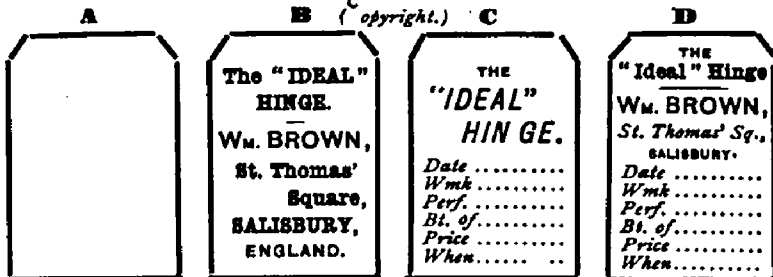 A B (Copyright.) C D
The "IDEAL"
HINGE.
WM. BROWN,
St. Thomas'
Square,
SALISBURY,
ENGLAND.
THE
"IDEAL"
HIN GE.
Date ..........
Wmk ..........
Perf. ..........
Bt. of ..........
Price ..........
When ...... ..
THE
"Ideal" Hinge
WM. BROWN,
St. Thomas' Sq.,
SALISBURY.
Date ..........
Wmk ..........
Perf. ..........
Bt. of ..........
Price ..........
When ..........